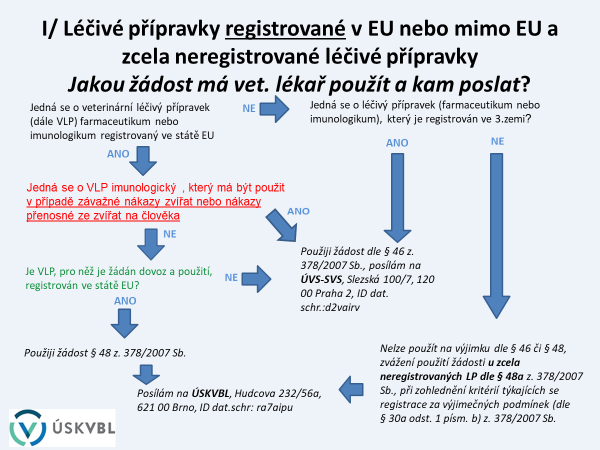 I/ Léčivé přípravky registrované v EU nebo mimo EU a
zcela neregistrované léčivé přípravky
Jakou žádost má vet. lékař použít a kam poslat?
Jedná se o veterinární léčivý přípravek
(dále VLP) farmaceutikum nebo
imunologikum registrovaný ve státě EU
NE
Jedná se o léčivý přípravek (farmaceutikum nebo
imunologikum), který je registrován ve 3.zemi?
ANO
ANO
NE
Jedná se o VLP imunologický , který má být použit
v případě závažné nákazy zvířat nebo nákazy
přenosné ze zvířat na člověka
ANO
NE
Je VLP, pro něž je žádán dovoz a použití,
registrován ve státě EU?
NE
Použiji žádost dle § 46 z.
378/2007 Sb., posílám na
ÚVS-SVS, Slezská 100/7, 120
00 Praha 2, ID dat.
schr.:d2vairv
ANO
Použiji žádost § 48 z. 378/2007 Sb.
Posílám na ÚSKVBL, Hudcova 232/56a,
621 00 Brno, ID dat.schr: ra7aipu
Nelze použít na výjimku dle § 46 či § 48,
zvážení použití žádosti u zcela
neregistrovaných LP dle § 48a z. 378/2007
Sb., při zohlednění kritérií týkajících se
registrace za výjimečných podmínek (dle
§ 30a odst. 1 písm. b) z. 378/2007 Sb.
ÚSKVBL